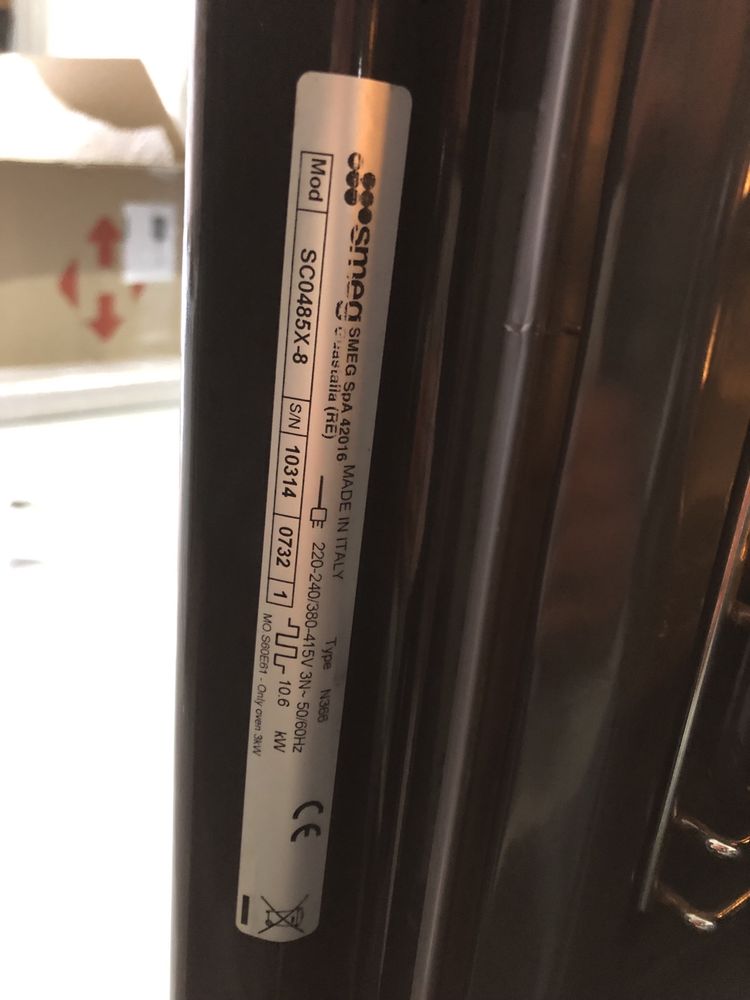 smeg SMEG SpA 42016 MADE IN ITALY
Guastalla (RE)
Type N366
Mod SC0485X-8 220-240/380-415V 3N~ 50/60Hz
S/N 10314 0732 1 10.6 kW
MO S60E61 - Only oven 3kW
CE